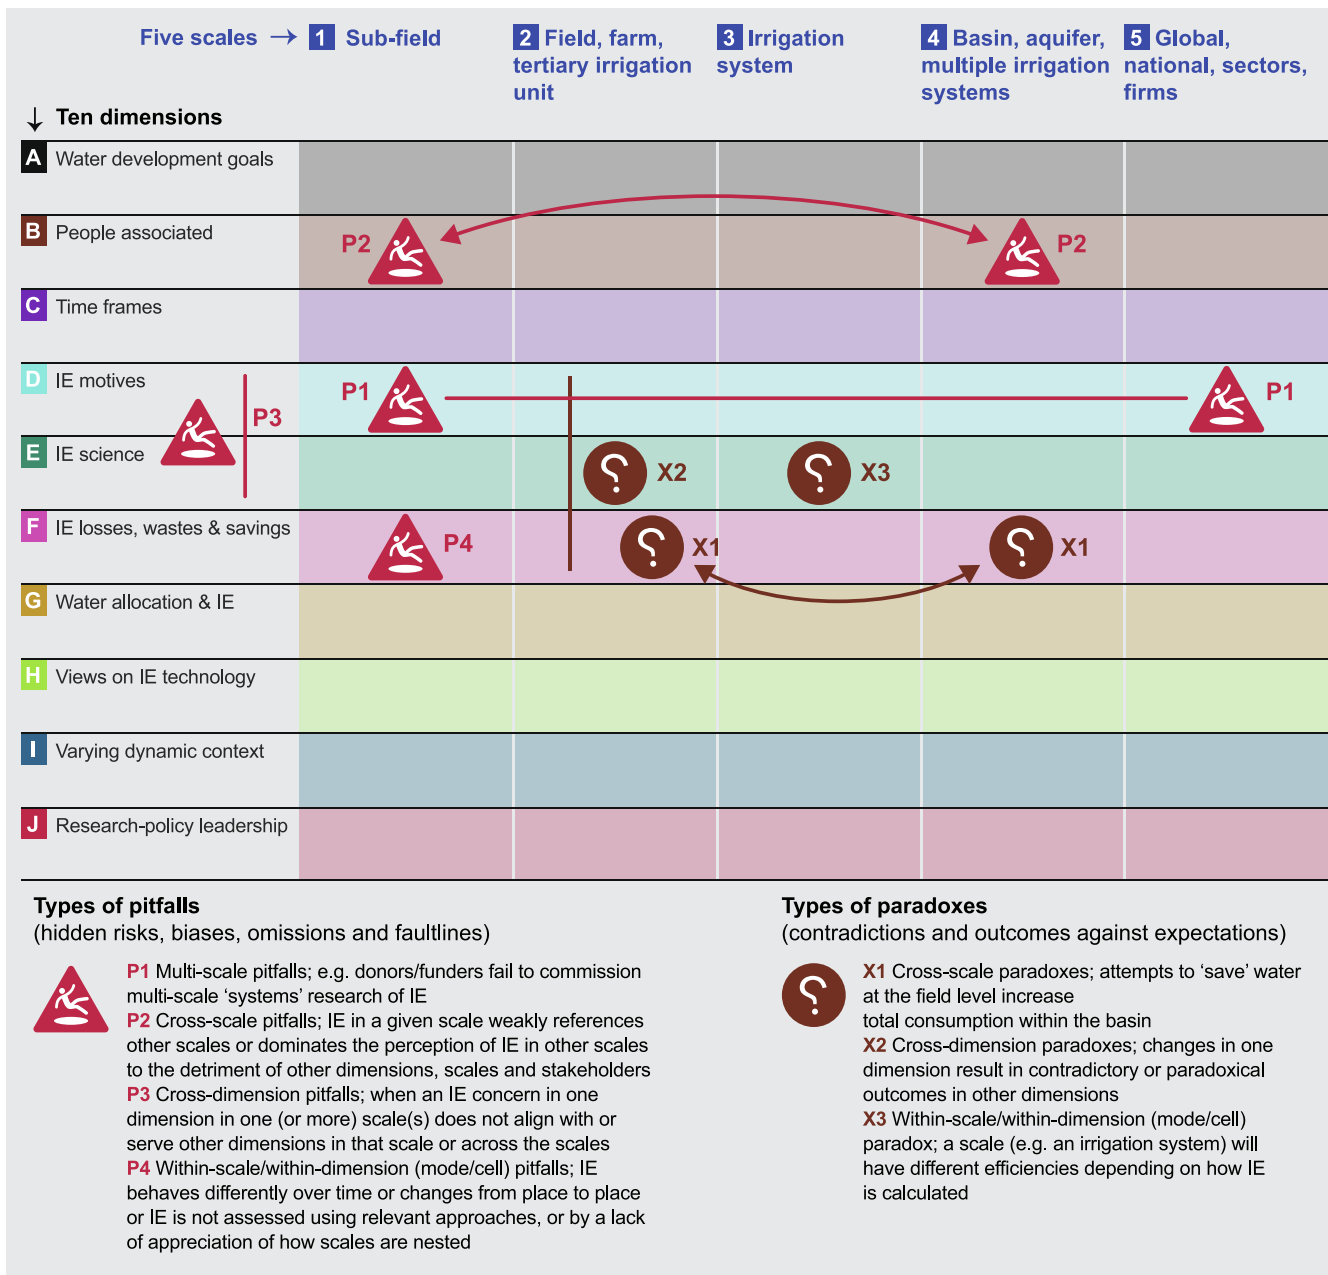 Five scales → 1 Sub-field
2 Field, farm,
tertiary irrigation
unit
3 Irrigation
system
4 Basin, aquifer,
multiple irrigation
systems
5 Global,
national, sectors,
firms
↓ Ten dimensions
A Water development goals
B People associated
P2
P2
C Time frames
D IE motives
P1
P1
P3
E IE science
X2
X3
F IE losses, wastes & savings
P4
X1
X1
G Water allocation & IE
H Views on IE technology
I Varying dynamic context
J Research-policy leadership
Types of pitfalls
(hidden risks, biases, omissions and faultlines)
P1 Multi-scale pitfalls; e.g. donors/funders fail to commission
multi-scale ‘systems’ research of IE
P2 Cross-scale pitfalls; IE in a given scale weakly references
other scales or dominates the perception of IE in other scales
to the detriment of other dimensions, scales and stakeholders
P3 Cross-dimension pitfalls; when an IE concern in one
dimension in one (or more) scale(s) does not align with or
serve other dimensions in that scale or across the scales
P4 Within-scale/within-dimension (mode/cell) pitfalls; IE
behaves differently over time or changes from place to place
or IE is not assessed using relevant approaches, or by a lack
of appreciation of how scales are nested
Types of paradoxes
(contradictions and outcomes against expectations)
X1 Cross-scale paradoxes; attempts to ‘save’ water
at the field level increase
total consumption within the basin
X2 Cross-dimension paradoxes; changes in one
dimension result in contradictory or paradoxical
outcomes in other dimensions
X3 Within-scale/within-dimension (mode/cell)
paradox; a scale (e.g. an irrigation system) will
have different efficiencies depending on how IE
is calculated